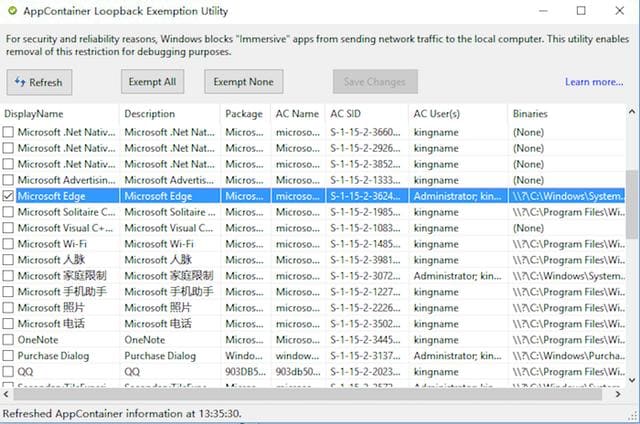 AppContainer Loopback Exemption Utility
For security and reliability reasons, Windows blocks "Immersive" apps from sending network traffic to the local computer. This utility enables
removal of this restriction for debugging purposes.
Refresh Exempt All Exempt None Save Changes Learn more...
DisplayName Description Package AC Name AC SID AC User(s) Binaries
Microsoft .Net Nativ... Microsoft .Net Nat... Micros... microso... S-1-15-2-3660... kingname (None)
Microsoft .Net Nativ... Microsoft .Net Nat... Micros... microso... S-1-15-2-2926... kingname (None)
Microsoft .Net Nativ... Microsoft .Net Nat... Micros... microso... S-1-15-2-3852... kingname (None)
Microsoft Advertisin... Microsoft Adverti... Micros... microso... S-1-15-2-1333... kingname (None)
Microsoft Edge Microsoft Edge Micros... microso... S-1-15-2-3624... Administrator; kin... \\?\C:\Windows\System...
Microsoft Solitaire C... Microsoft Solitaire ... Micros... microso... S-1-15-2-1985... kingname \\?\C:\Program Files\Wi...
Microsoft Visual C+... Microsoft Visual C... Micros... microso... S-1-15-2-1083... kingname (None)
Microsoft Wi-Fi Microsoft Wi-Fi Micros... microso... S-1-15-2-1485... kingname \\?\C:\Program Files\Wi...
Microsoft 人脉 Microsoft 人脉 Micros... microso... S-1-15-2-3981... kingname \\?\C:\Program Files\Wi...
Microsoft 家庭限制 Microsoft 家庭限制 Micros... microso... S-1-15-2-3072... Administrator; kin... \\?\C:\Windows\System...
Microsoft 手机助手 Microsoft 手机助手 Micros... microso... S-1-15-2-1227... kingname \\?\C:\Program Files\Wi...
Microsoft 照片 Microsoft 照片 Micros... microso... S-1-15-2-2226... kingname \\?\C:\Program Files\Wi...
Microsoft 电话 Microsoft 电话 Micros... microso... S-1-15-2-3502... kingname \\?\C:\Program Files\Wi...
OneNote OneNote Micros... microso... S-1-15-2-3445... kingname \\?\C:\Program Files\Wi...
Purchase Dialog Purchase Dialog Windo... window... S-1-15-2-3137... Administrator; kin... \\?\C:\Windows\Purcha...
QQ QQ 903DB5... 903db50... S-1-15-2-2023... kingname \\?\C:\Program Files\Wi...
Refreshed AppContainer information at 13:35:30.